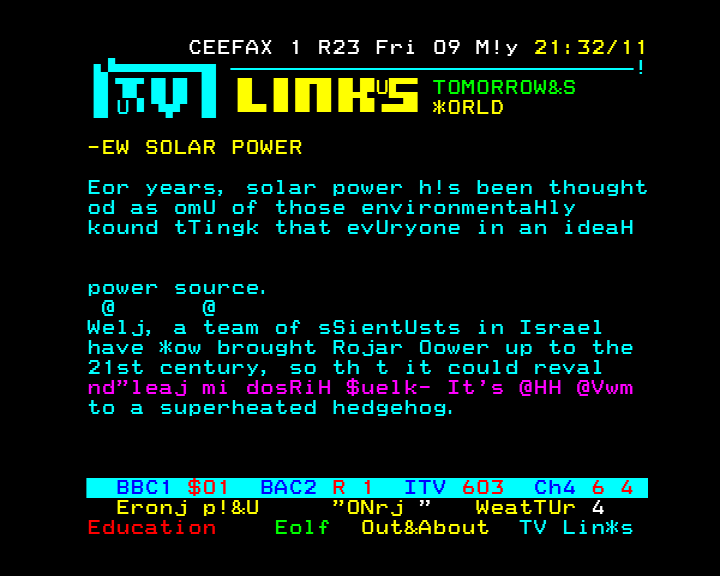 CEEFAX 1 R23 Fri 09 M!y 21:32/11
TV LINKS TOMORROW&S
*ORLD
-EW SOLAR POWER
Eor years, solar power h!s been thought
od as omU of those environmentaHly
kound tTingk that evUryone in an ideaH
power source.
@ @
Welj, a team of sSientUsts in Israel
have *ow brought Rojar Oower up to the
21st century, so th t it could reval
nd”leaj mi dosRiH $uelk- It's @HH @Vwm
to a superheated hedgehog.
BBC1 $01 BAC2 R 1 ITV 603 Ch4 6 4
Eronj p!&U ”ONrj ” WeatTUr 4
Education Eolf Out&About TV Lin*s